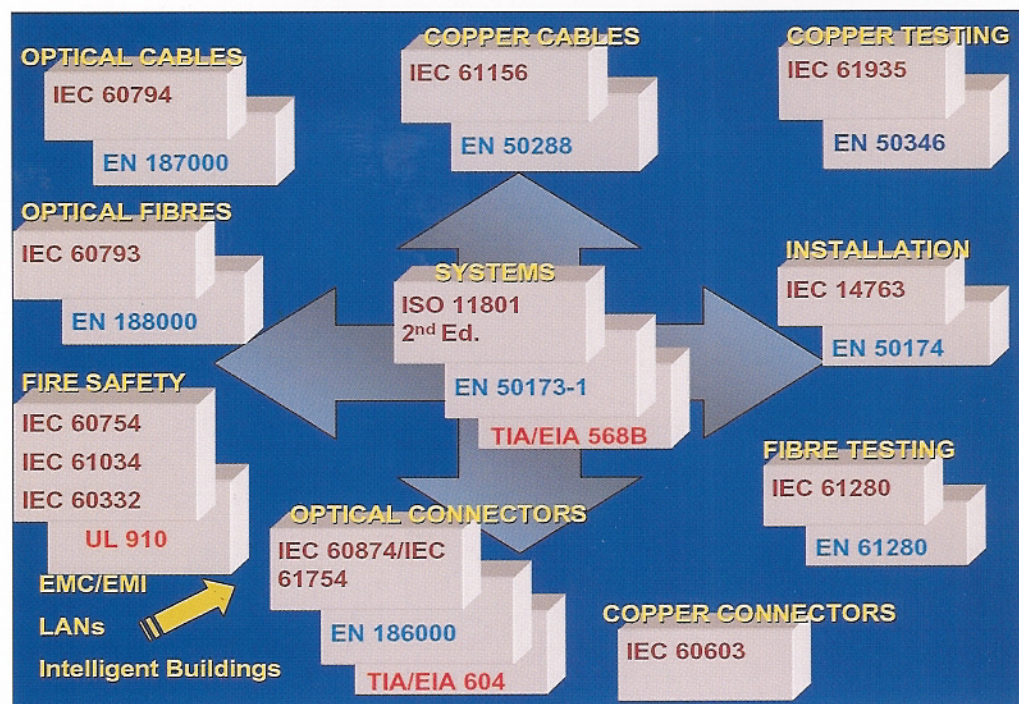 OPTICAL CABLES
IEC 60794
EN 187000
COPPER CABLES
IEC 61156
EN 50288
COPPER TESTING
IEC 61935
EN 50346
OPTICAL FIBRES
IEC 60793
EN 188000
SYSTEMS
ISO 11801
2nd Ed.
EN 50173-1
TIA/EIA 568B
INSTALLATION
IEC 14763
EN 50174
FIRE SAFETY
IEC 60754
IEC 61034
IEC 60332
UL 910
OPTICAL CONNECTORS
IEC 60874/IEC
61754
EN 186000
TIA/EIA 604
FIBRE TESTING
IEC 61280
EN 61280
COPPER CONNECTORS
IEC 60603
EMC/EMI
LANs
Intelligent Buildings